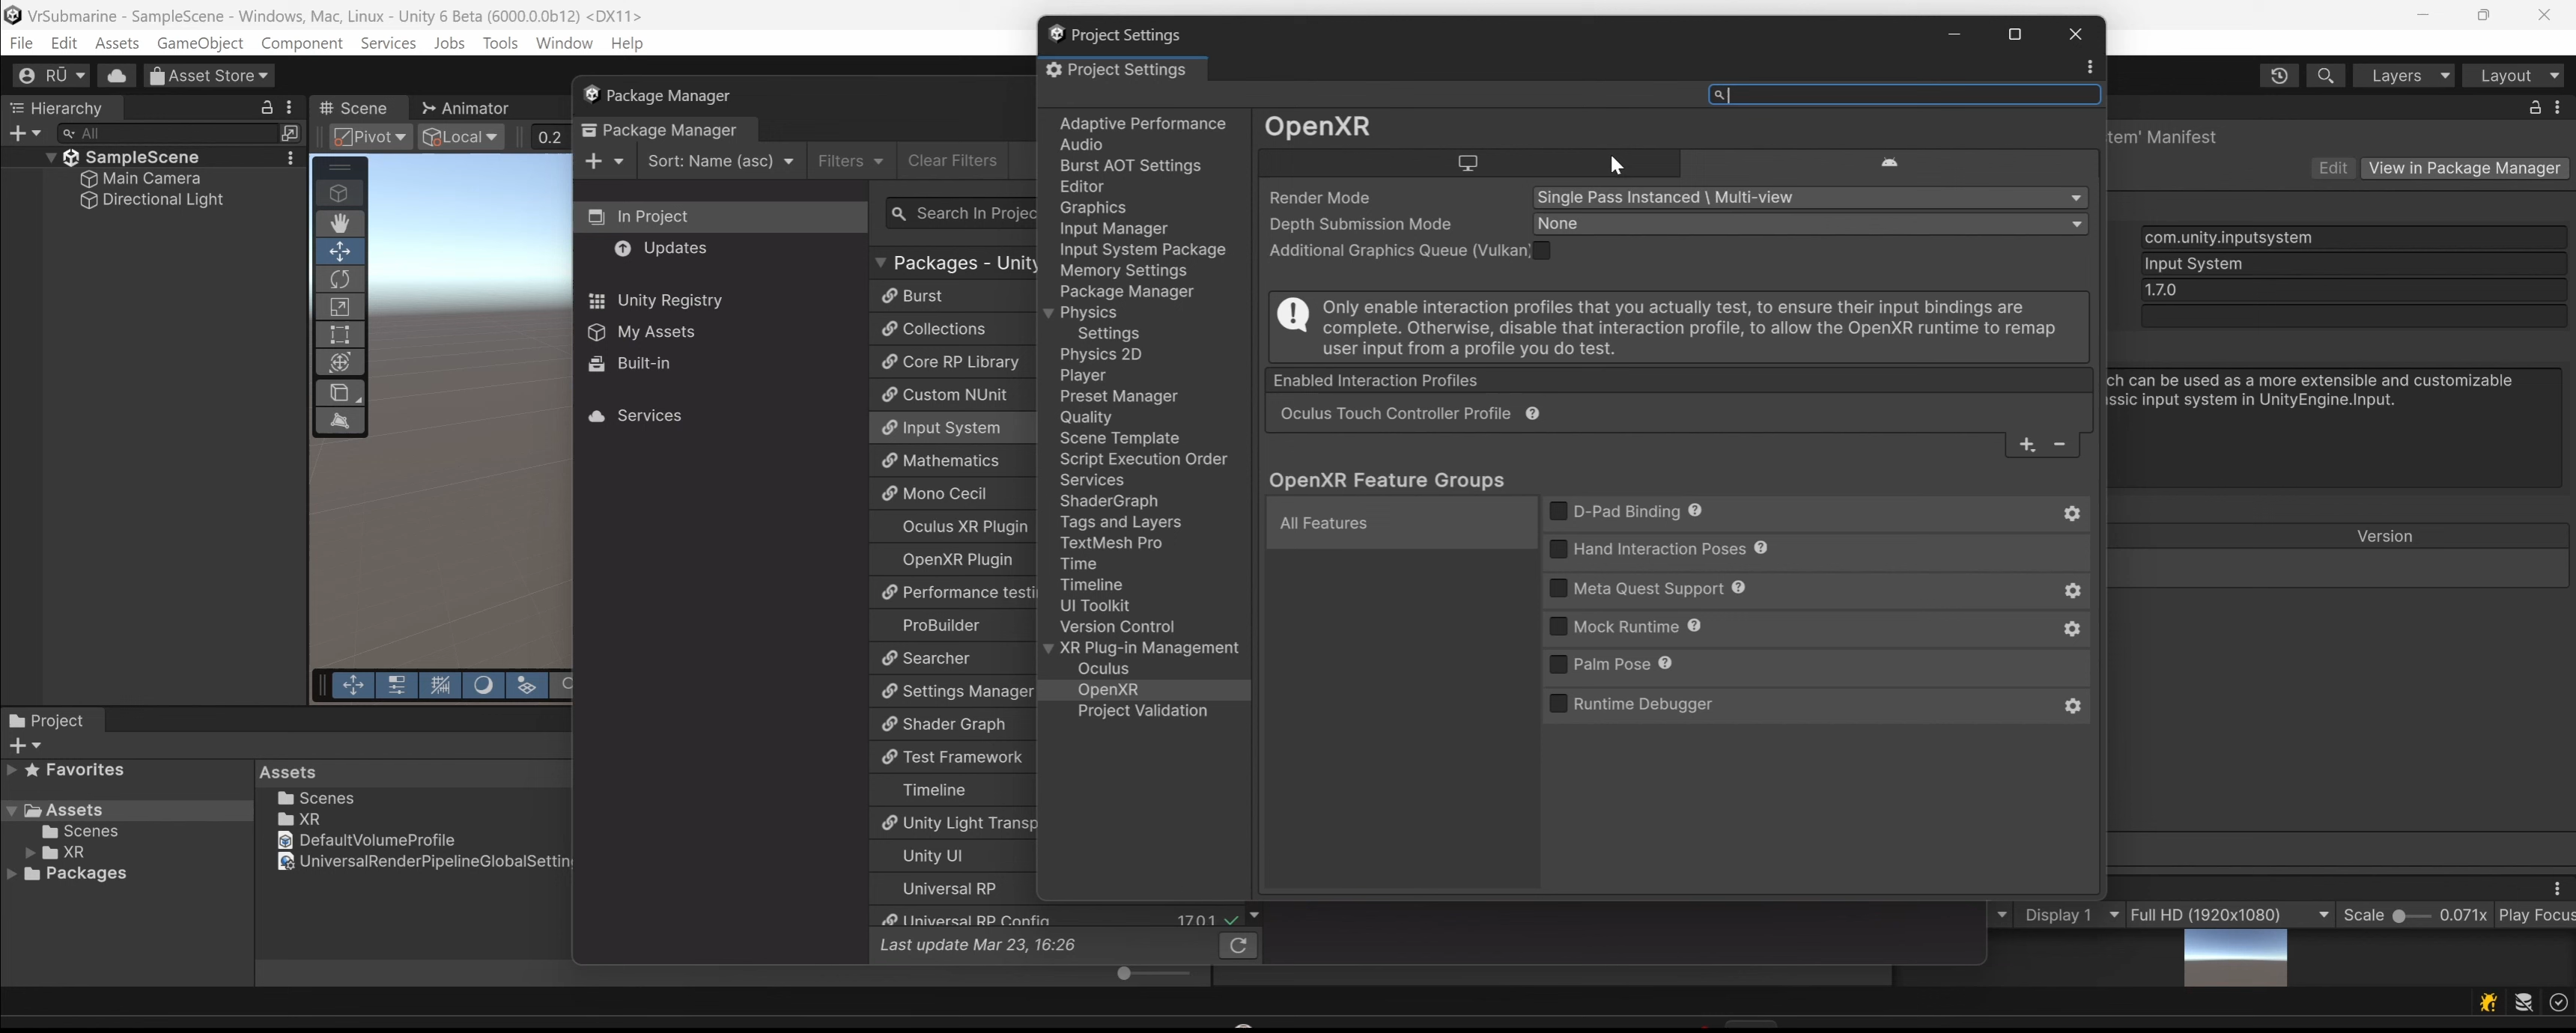 VrSubmarine - SampleScene - Windows, Mac, Linux - Unity 6 Beta (6000.0.0b12) <DX11>
File Edit Assets GameObject Component Services Jobs Tools Window Help
RŪ Asset Store Layers Layout
Hierarchy
All
SampleScene
Main Camera
Directional Light
Scene Animator
Pivot Local 0.2
Package Manager
Package Manager
Sort: Name (asc) Filters Clear Filters
In Project
Updates
Unity Registry
My Assets
Built-in
Services
Search In Projec
Packages - Unity
Burst
Collections
Core RP Library
Custom NUnit
Input System
Mathematics
Mono Cecil
Oculus XR Plugin
OpenXR Plugin
Performance testi
ProBuilder
Searcher
Settings Manager
Shader Graph
Test Framework
Timeline
Unity Light Transp
Unity UI
Universal RP
Universal RP Config 17.0.1
Last update Mar 23, 16:26
Project Settings
Project Settings
Adaptive Performance
Audio
Burst AOT Settings
Editor
Graphics
Input Manager
Input System Package
Memory Settings
Package Manager
Physics
Settings
Physics 2D
Player
Preset Manager
Quality
Scene Template
Script Execution Order
Services
ShaderGraph
Tags and Layers
TextMesh Pro
Time
Timeline
UI Toolkit
Version Control
XR Plug-in Management
Oculus
OpenXR
Project Validation
OpenXR
Render Mode Single Pass Instanced \ Multi-view
Depth Submission Mode None
Additional Graphics Queue (Vulkan)
Only enable interaction profiles that you actually test, to ensure their input bindings are
complete. Otherwise, disable that interaction profile, to allow the OpenXR runtime to remap
user input from a profile you do test.
Enabled Interaction Profiles
Oculus Touch Controller Profile
OpenXR Feature Groups
All Features
D-Pad Binding
Hand Interaction Poses
Meta Quest Support
Mock Runtime
Palm Pose
Runtime Debugger
tem' Manifest
Edit View in Package Manager
com.unity.inputsystem
Input System
1.7.0
ch can be used as a more extensible and customizable
ssic input system in UnityEngine.Input.
Version
Display 1 Full HD (1920x1080) Scale 0.071x Play Focus
Project
Favorites
Assets
Scenes
XR
Packages
Assets
Scenes
XR
DefaultVolumeProfile
UniversalRenderPipelineGlobalSetting